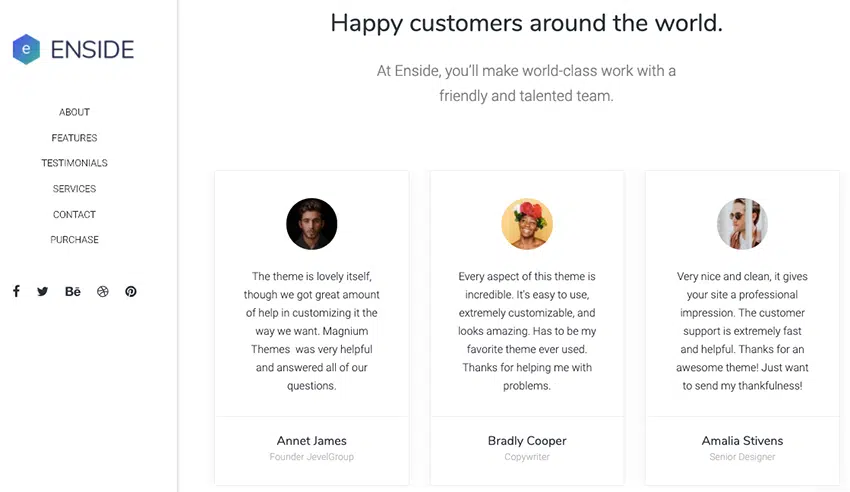 e ENSIDE
ABOUT
FEATURES
TESTIMONIALS
SERVICES
CONTACT
PURCHASE
Bē
Happy customers around the world.
At Enside, you'll make world-class work with a
friendly and talented team.
The theme is lovely itself,
though we got great amount
of help in customizing it the
way we want. Magnium
Themes was very helpful
and answered all of our
questions.
Annet James
Founder JevelGroup
Every aspect of this theme is
incredible. It's easy to use,
extremely customizable, and
looks amazing. Has to be my
favorite theme ever used.
Thanks for helping me with
problems.
Bradly Cooper
Copywriter
Very nice and clean, it gives
your site a professional
impression. The customer
support is extremely fast
and helpful. Thanks for an
awesome theme! Just want
to send my thankfulness!
Amalia Stivens
Senior Designer